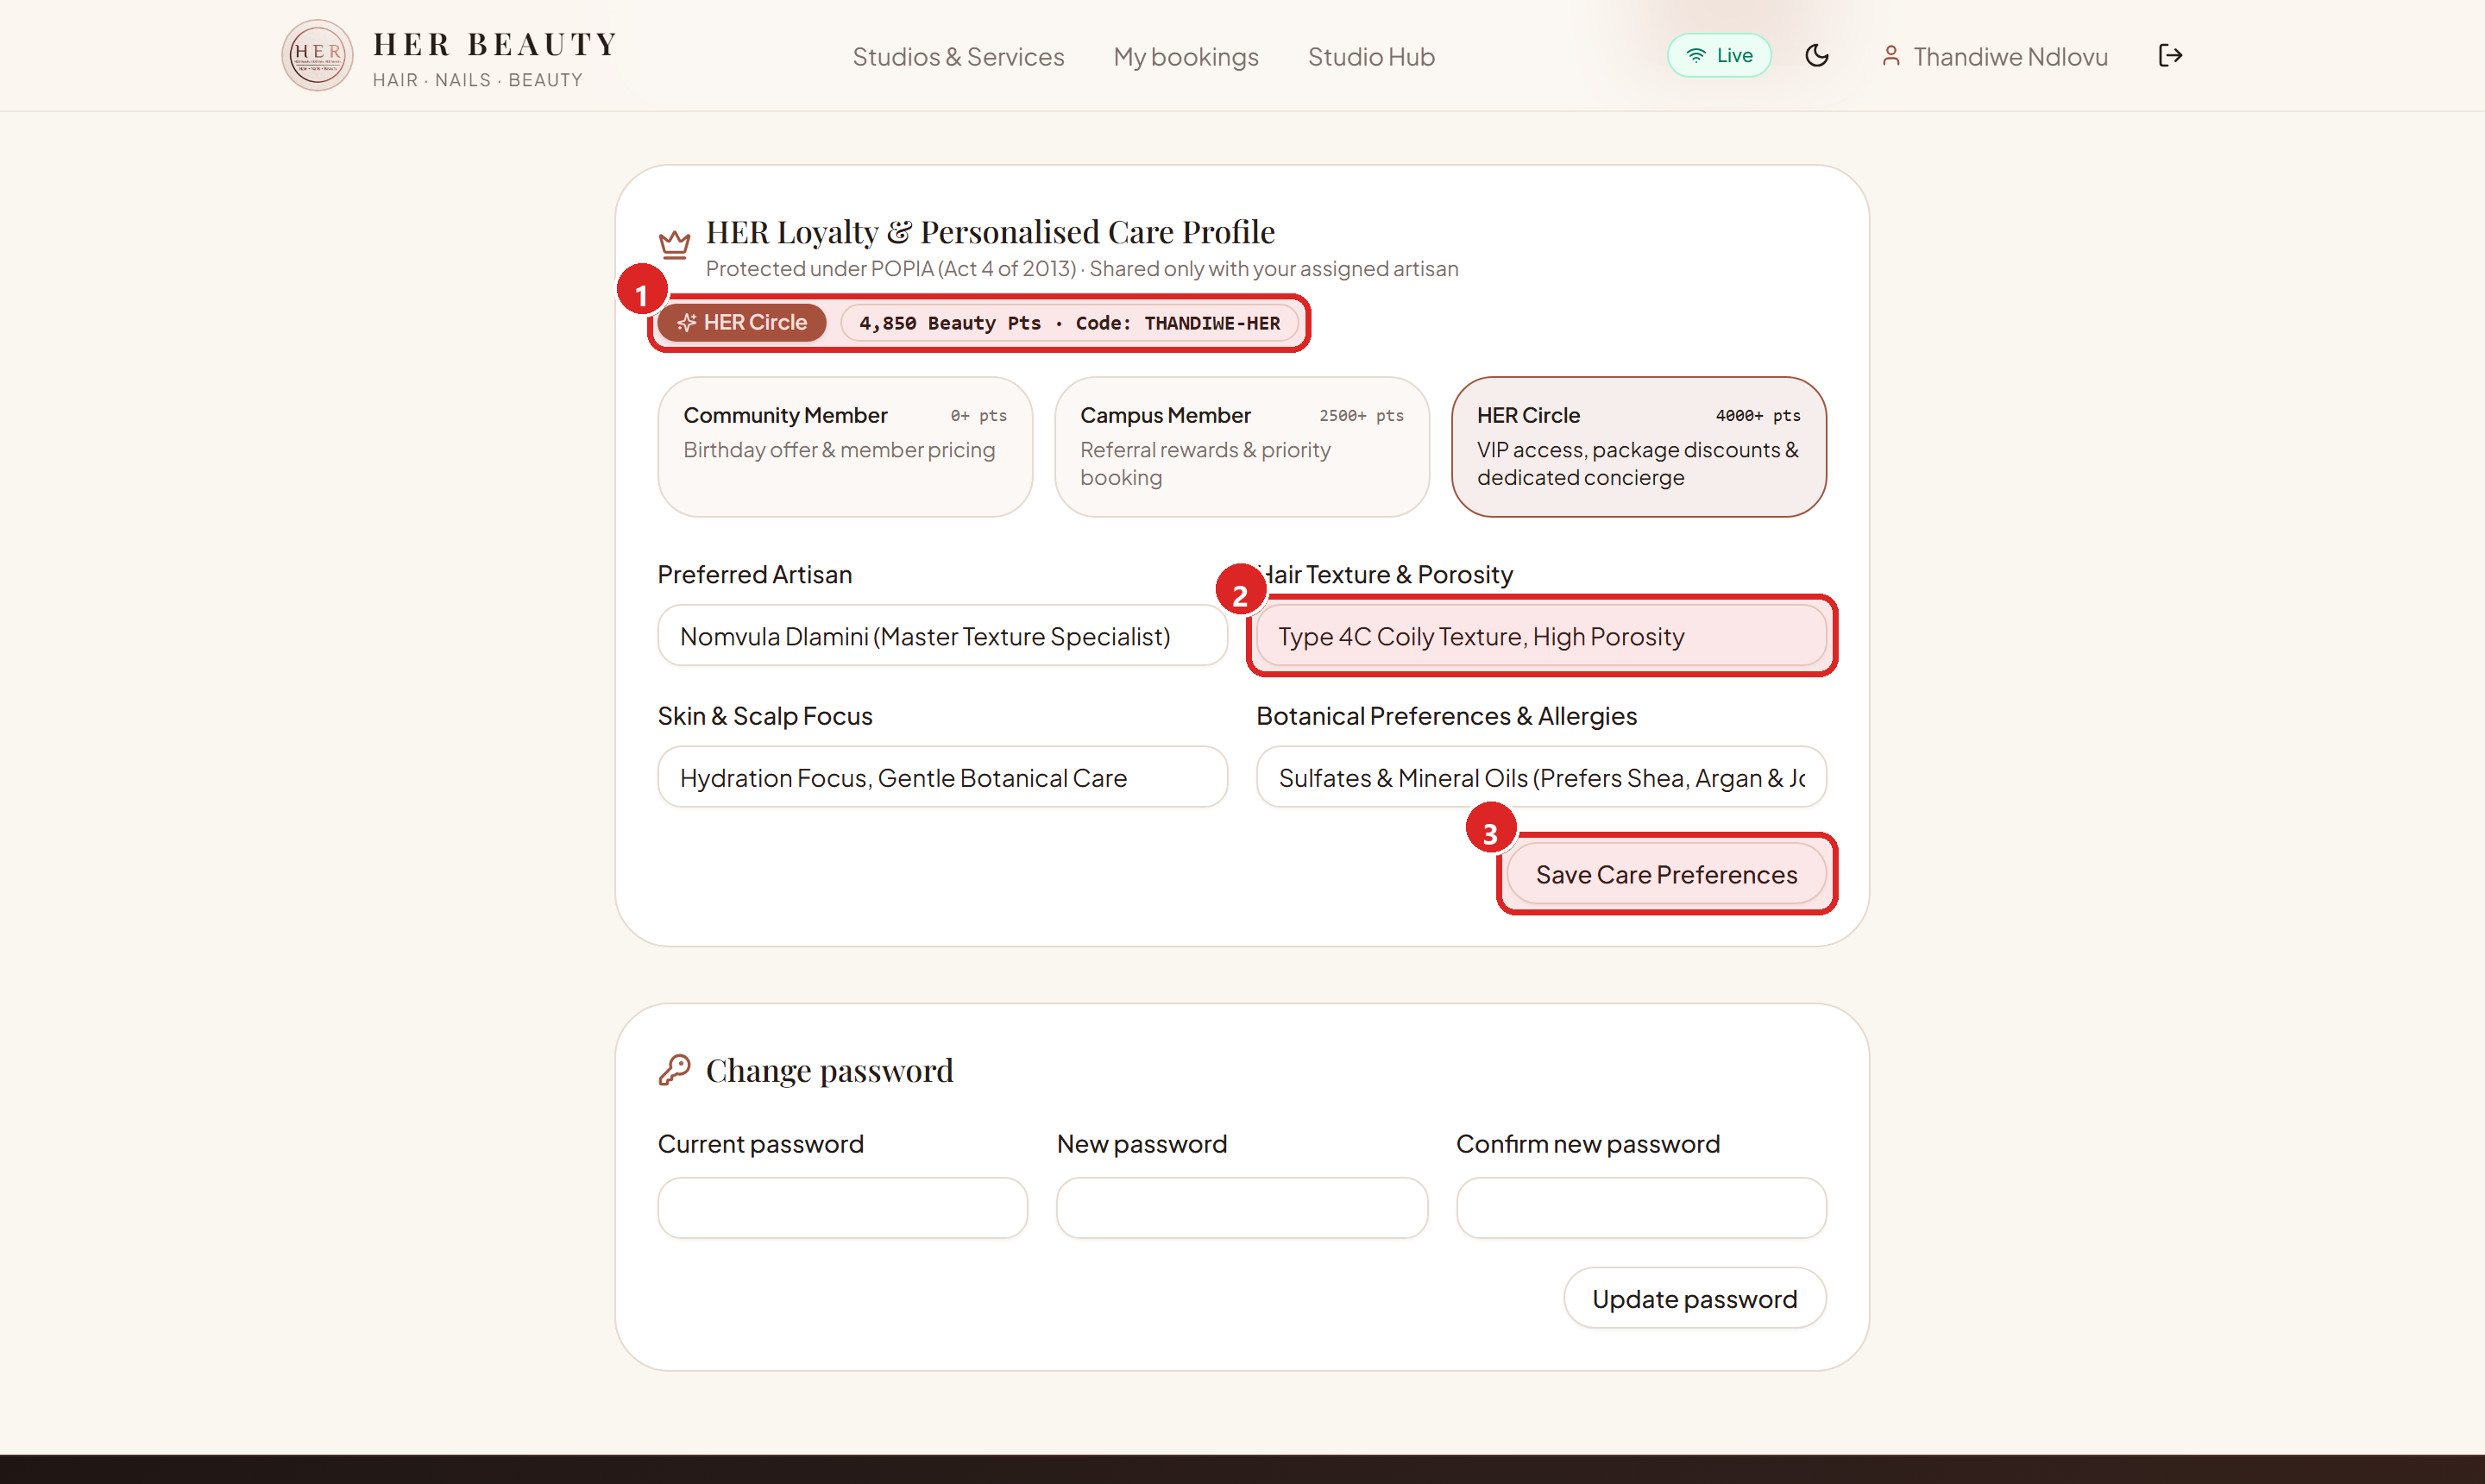 HER
HER BEAUTY
HAIR · NAILS · BEAUTY
Studios & Services
My bookings
Studio Hub
Live
Thandiwe Ndlovu
HER Loyalty & Personalised Care Profile
Protected under POPIA (Act 4 of 2013) · Shared only with your assigned artisan
1
HER Circle
4,850 Beauty Pts · Code: THANDIWE-HER
Community Member
0+ pts
Birthday offer & member pricing
Campus Member
2500+ pts
Referral rewards & priority
booking
HER Circle
4000+ pts
VIP access, package discounts &
dedicated concierge
Preferred Artisan
Nomvula Dlamini (Master Texture Specialist)
2
Hair Texture & Porosity
Type 4C Coily Texture, High Porosity
Skin & Scalp Focus
Hydration Focus, Gentle Botanical Care
Botanical Preferences & Allergies
Sulfates & Mineral Oils (Prefers Shea, Argan & Jo
3
Save Care Preferences
Change password
Current password
New password
Confirm new password
Update password